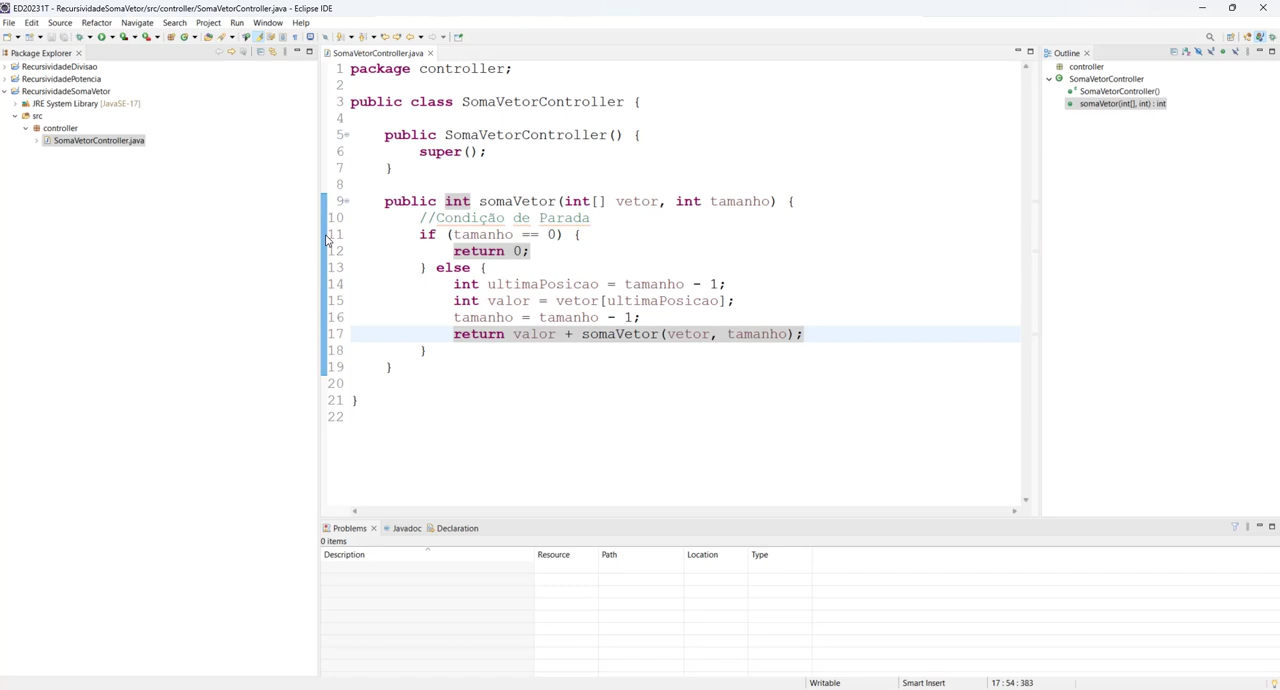 ED20231T - RecursividadeSomaVetor/src/controller/SomaVetorController.java - Eclipse IDE
File Edit Source Refactor Navigate Search Project Run Window Help
Package Explorer
RecursividadeDivisao
RecursividadePotencia
RecursividadeSomaVetor
JRE System Library [JavaSE-17]
src
controller
SomaVetorController.java
SomaVetorController.java
1 package controller;
2
3 public class SomaVetorController {
4
5 public SomaVetorController() {
6 super();
7 }
8
9 public int somaVetor(int[] vetor, int tamanho) {
10 //Condição de Parada
11 if (tamanho == 0) {
12 return 0;
13 } else {
14 int ultimaPosicao = tamanho - 1;
15 int valor = vetor[ultimaPosicao];
16 tamanho = tamanho - 1;
17 return valor + somaVetor(vetor, tamanho);
18 }
19 }
20
21 }
22
Outline
controller
SomaVetorController
SomaVetorController()
somaVetor(int[], int) : int
Problems Javadoc Declaration
0 items
Description Resource Path Location Type
Writable Smart Insert 17 : 54 : 383